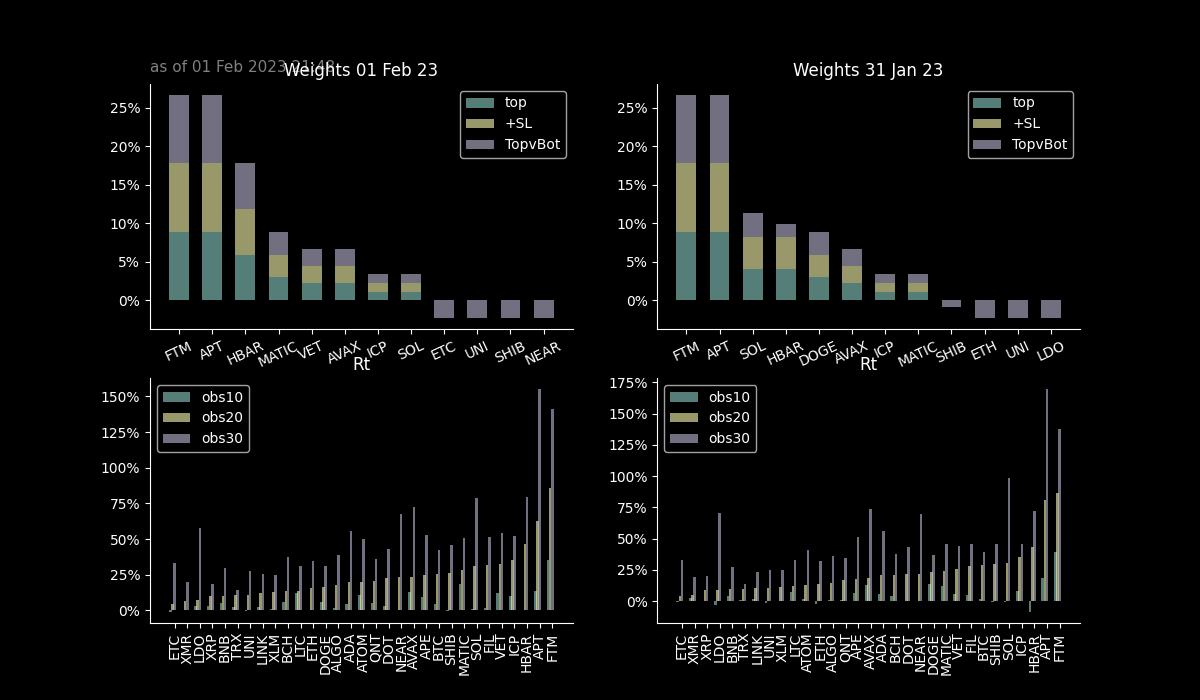 as of 01 Feb 2023 21:48
Weights 01 Feb 23
Weights 31 Jan 23
25%
20%
15%
10%
5%
0%
top
+SL
TopvBot
FTM APT HBAR MATIC VET AVAX ICP SOL ETC UNI SHIB NEAR
25%
20%
15%
10%
5%
0%
top
+SL
TopvBot
FTM APT SOL HBAR DOGE AVAX ICP MATIC SHIB ETH UNI LDO
Rt
150%
125%
100%
75%
50%
25%
0%
obs10
obs20
obs30
ETC XMR LDO XRP BNB TRX UNI LINK XLM BCH LTC ETH DOGE ALGO ADA ATOM QNT DOT NEAR AVAX APE BTC SHIB MATIC SOL FIL VET ICP HBAR APT FTM
Rt
175%
150%
125%
100%
75%
50%
25%
0%
obs10
obs20
obs30
ETC XMR XRP LDO BNB TRX LINK UNI XLM LTC ATOM ETH ALGO QNT APE AVAX ADA BCH DOT NEAR DOGE MATIC VET FIL BTC SHIB SOL ICP HBAR APT FTM